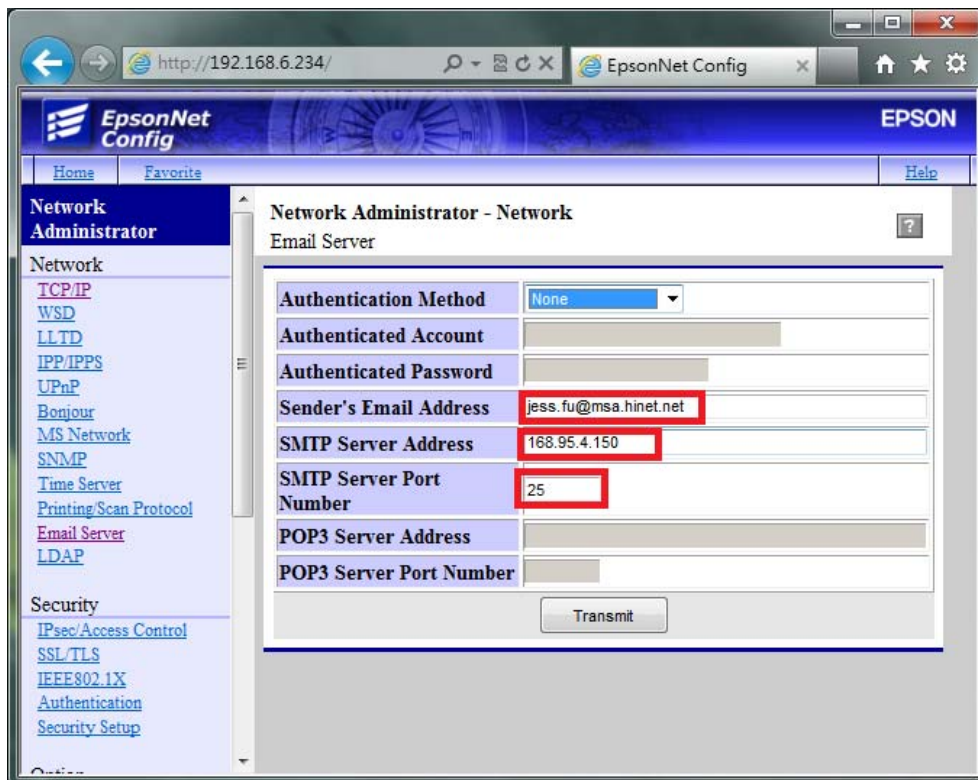 http://192.168.6.234/
EpsonNet Config
EpsonNet
Config
EPSON
Home
Favorite
Help
Network
Administrator
Network
TCP/IP
WSD
LLTD
IPP/IPPS
UPnP
Bonjour
MS Network
SNMP
Time Server
Printing/Scan Protocol
Email Server
LDAP
Security
IPsec/Access Control
SSL/TLS
IEEE802.1X
Authentication
Security Setup
Network Administrator - Network
Email Server
?
Authentication Method
None
Authenticated Account
Authenticated Password
Sender's Email Address
jess.fu@msa.hinet.net
SMTP Server Address
168.95.4.150
SMTP Server Port
Number
25
POP3 Server Address
POP3 Server Port Number
Transmit